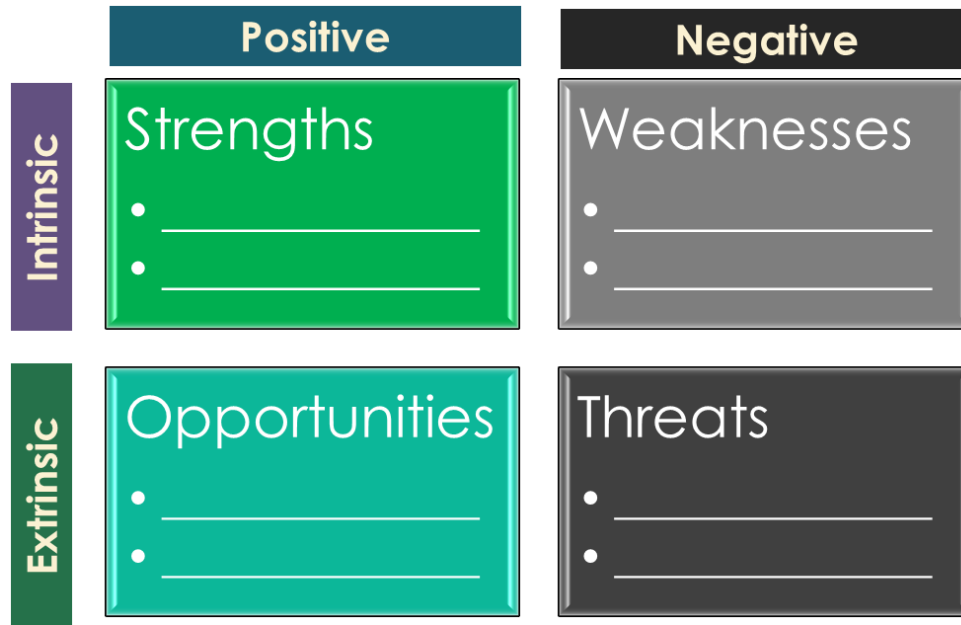 Positive
Negative
Intrinsic
Strengths
Weaknesses
Extrinsic
Opportunities
Threats